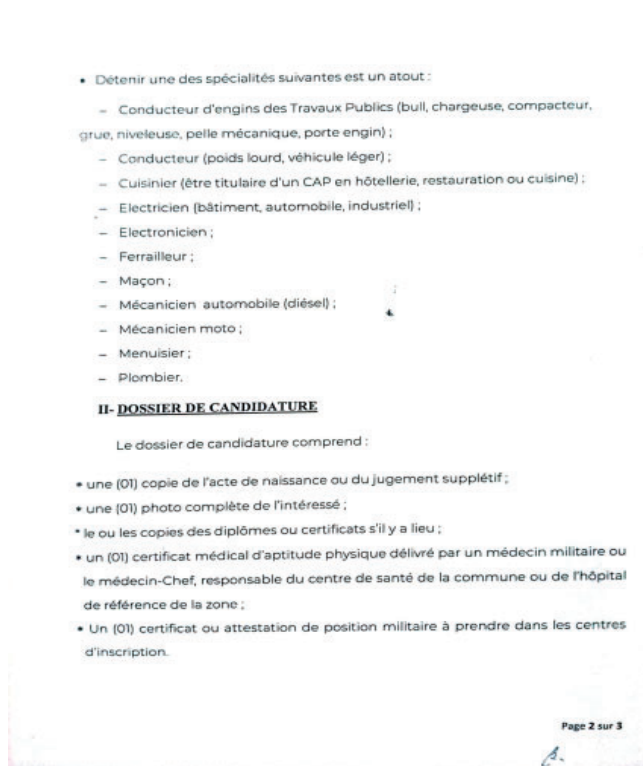 • Détenir une des spécialités suivantes est un atout :
– Conducteur d'engins des Travaux Publics (bull, chargeuse, compacteur,
grue, niveleuse, pelle mécanique, porte engin) ;
– Conducteur (poids lourd, véhicule léger) ;
– Cuisinier (être titulaire d'un CAP en hôtellerie, restauration ou cuisine) ;
– Electricien (bâtiment, automobile, industriel) ;
– Electronicien ;
– Ferrailleur ;
– Maçon ;
– Mécanicien automobile (diésel) ;
– Mécanicien moto ;
– Menuisier ;
– Plombier.
II- DOSSIER DE CANDIDATURE
Le dossier de candidature comprend :
• une (01) copie de l'acte de naissance ou du jugement supplétif ;
• une (01) photo complète de l'intéressé ;
• le ou les copies des diplômes ou certificats s'il y a lieu ;
• un (01) certificat médical d'aptitude physique délivré par un médecin militaire ou
le médecin-Chef, responsable du centre de santé de la commune ou de l'hôpital
de référence de la zone ;
• Un (01) certificat ou attestation de position militaire à prendre dans les centres
d'inscription.
Page 2 sur 3